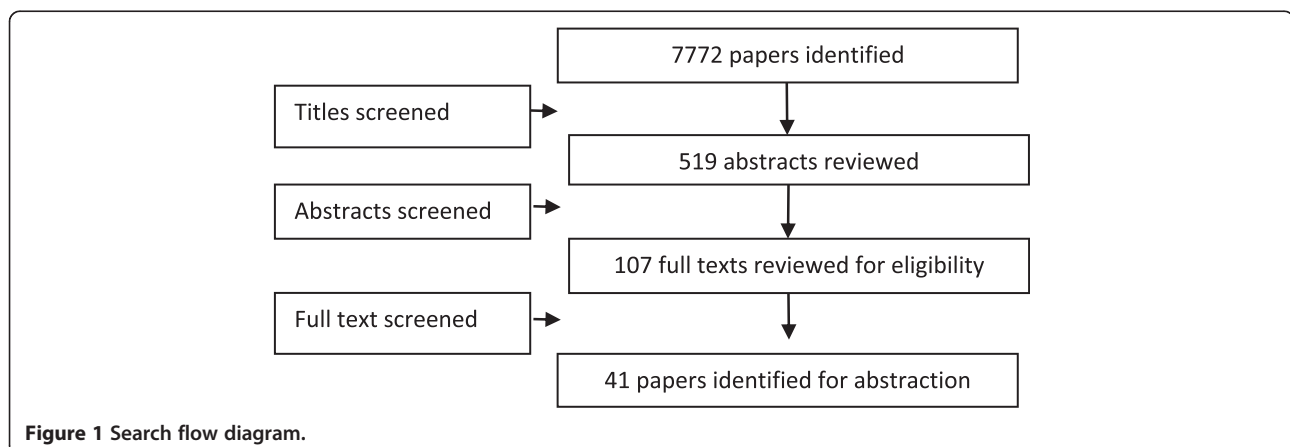 7772 papers identified
Titles screened
519 abstracts reviewed
Abstracts screened
107 full texts reviewed for eligibility
Full text screened
41 papers identified for abstraction
Figure 1 Search flow diagram.